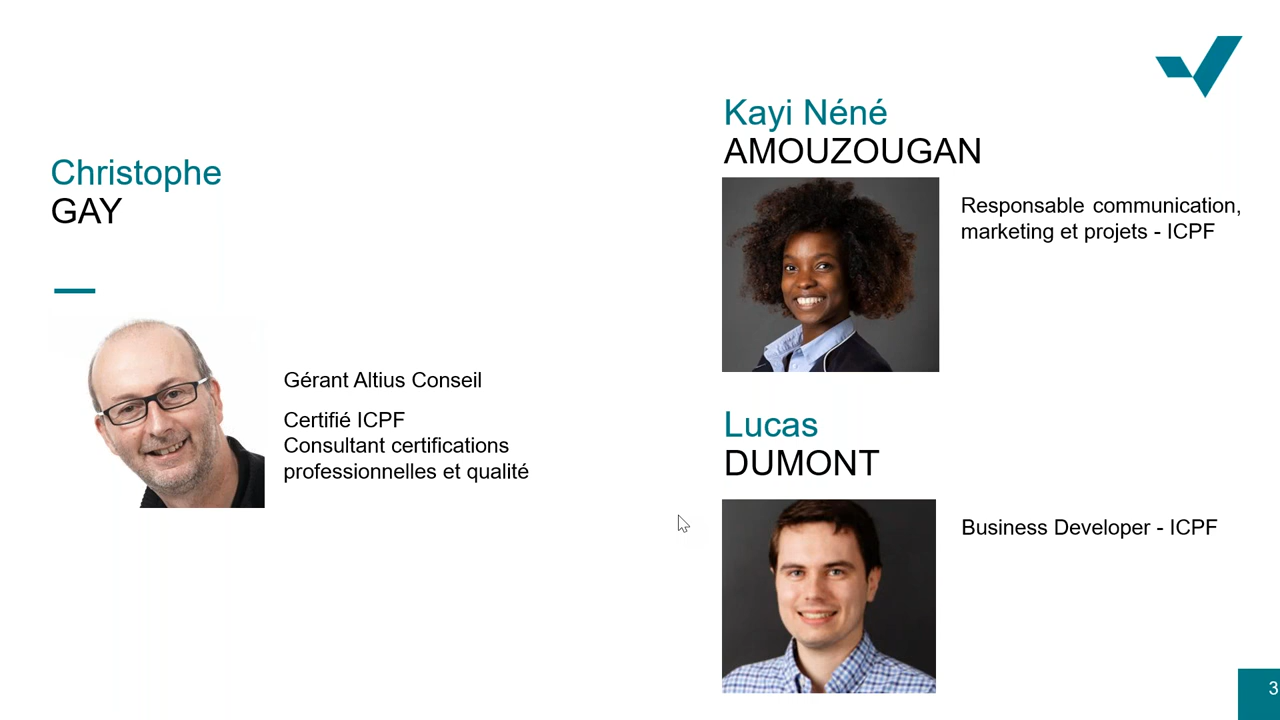 Christophe
GAY
Gérant Altius Conseil
Certifié ICPF
Consultant certifications
professionnelles et qualité
Kayi Néné
AMOUZOUGAN
Responsable communication,
marketing et projets - ICPF
Lucas
DUMONT
Business Developer - ICPF
3